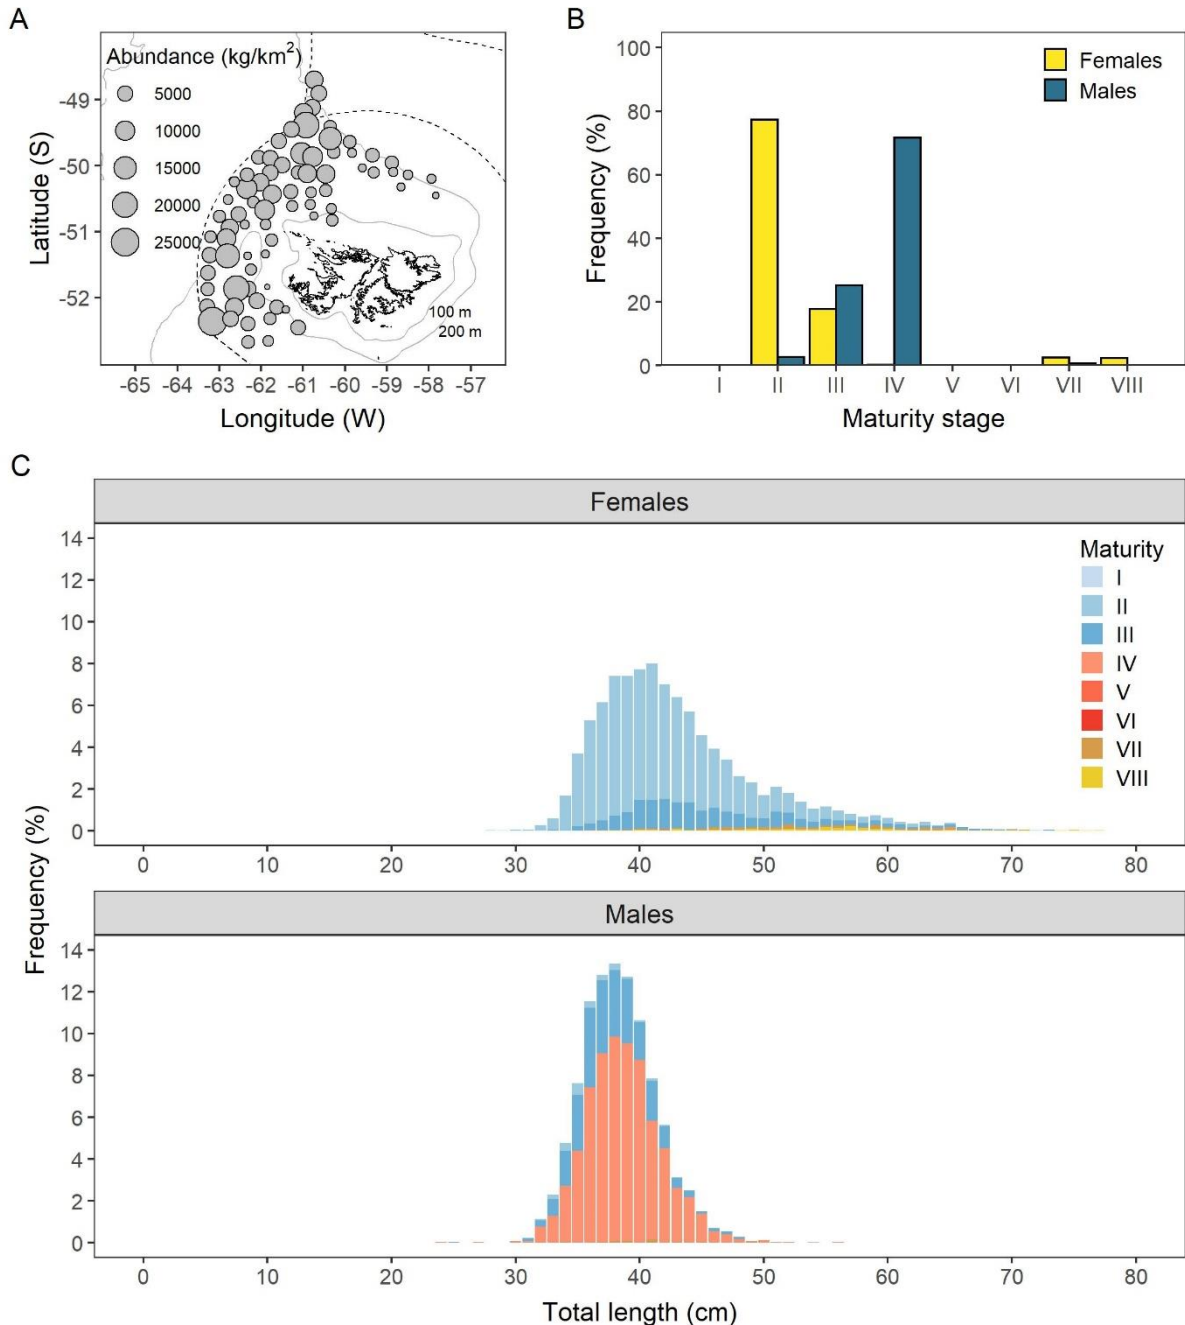 A
Abundance (kg/km²)
5000
10000
15000
20000
25000
-49
-50
-51
-52
Latitude (S)
100 m
200 m
-65 -64 -63 -62 -61 -60 -59 -58 -57
Longitude (W)
B
100
80
60
40
20
0
Frequency (%)
Females
Males
I II III IV V VI VII VIII
Maturity stage
C
Females
14
12
10
8
6
4
2
0
Maturity
I
II
III
IV
V
VI
VII
VIII
0 10 20 30 40 50 60 70 80
Frequency (%)
Males
14
12
10
8
6
4
2
0
0 10 20 30 40 50 60 70 80
Total length (cm)